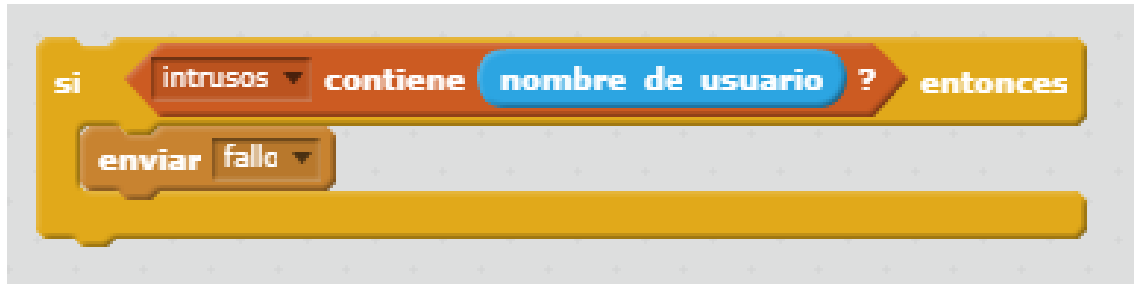 si intrusos contiene nombre de usuario ? entonces
enviar fallo